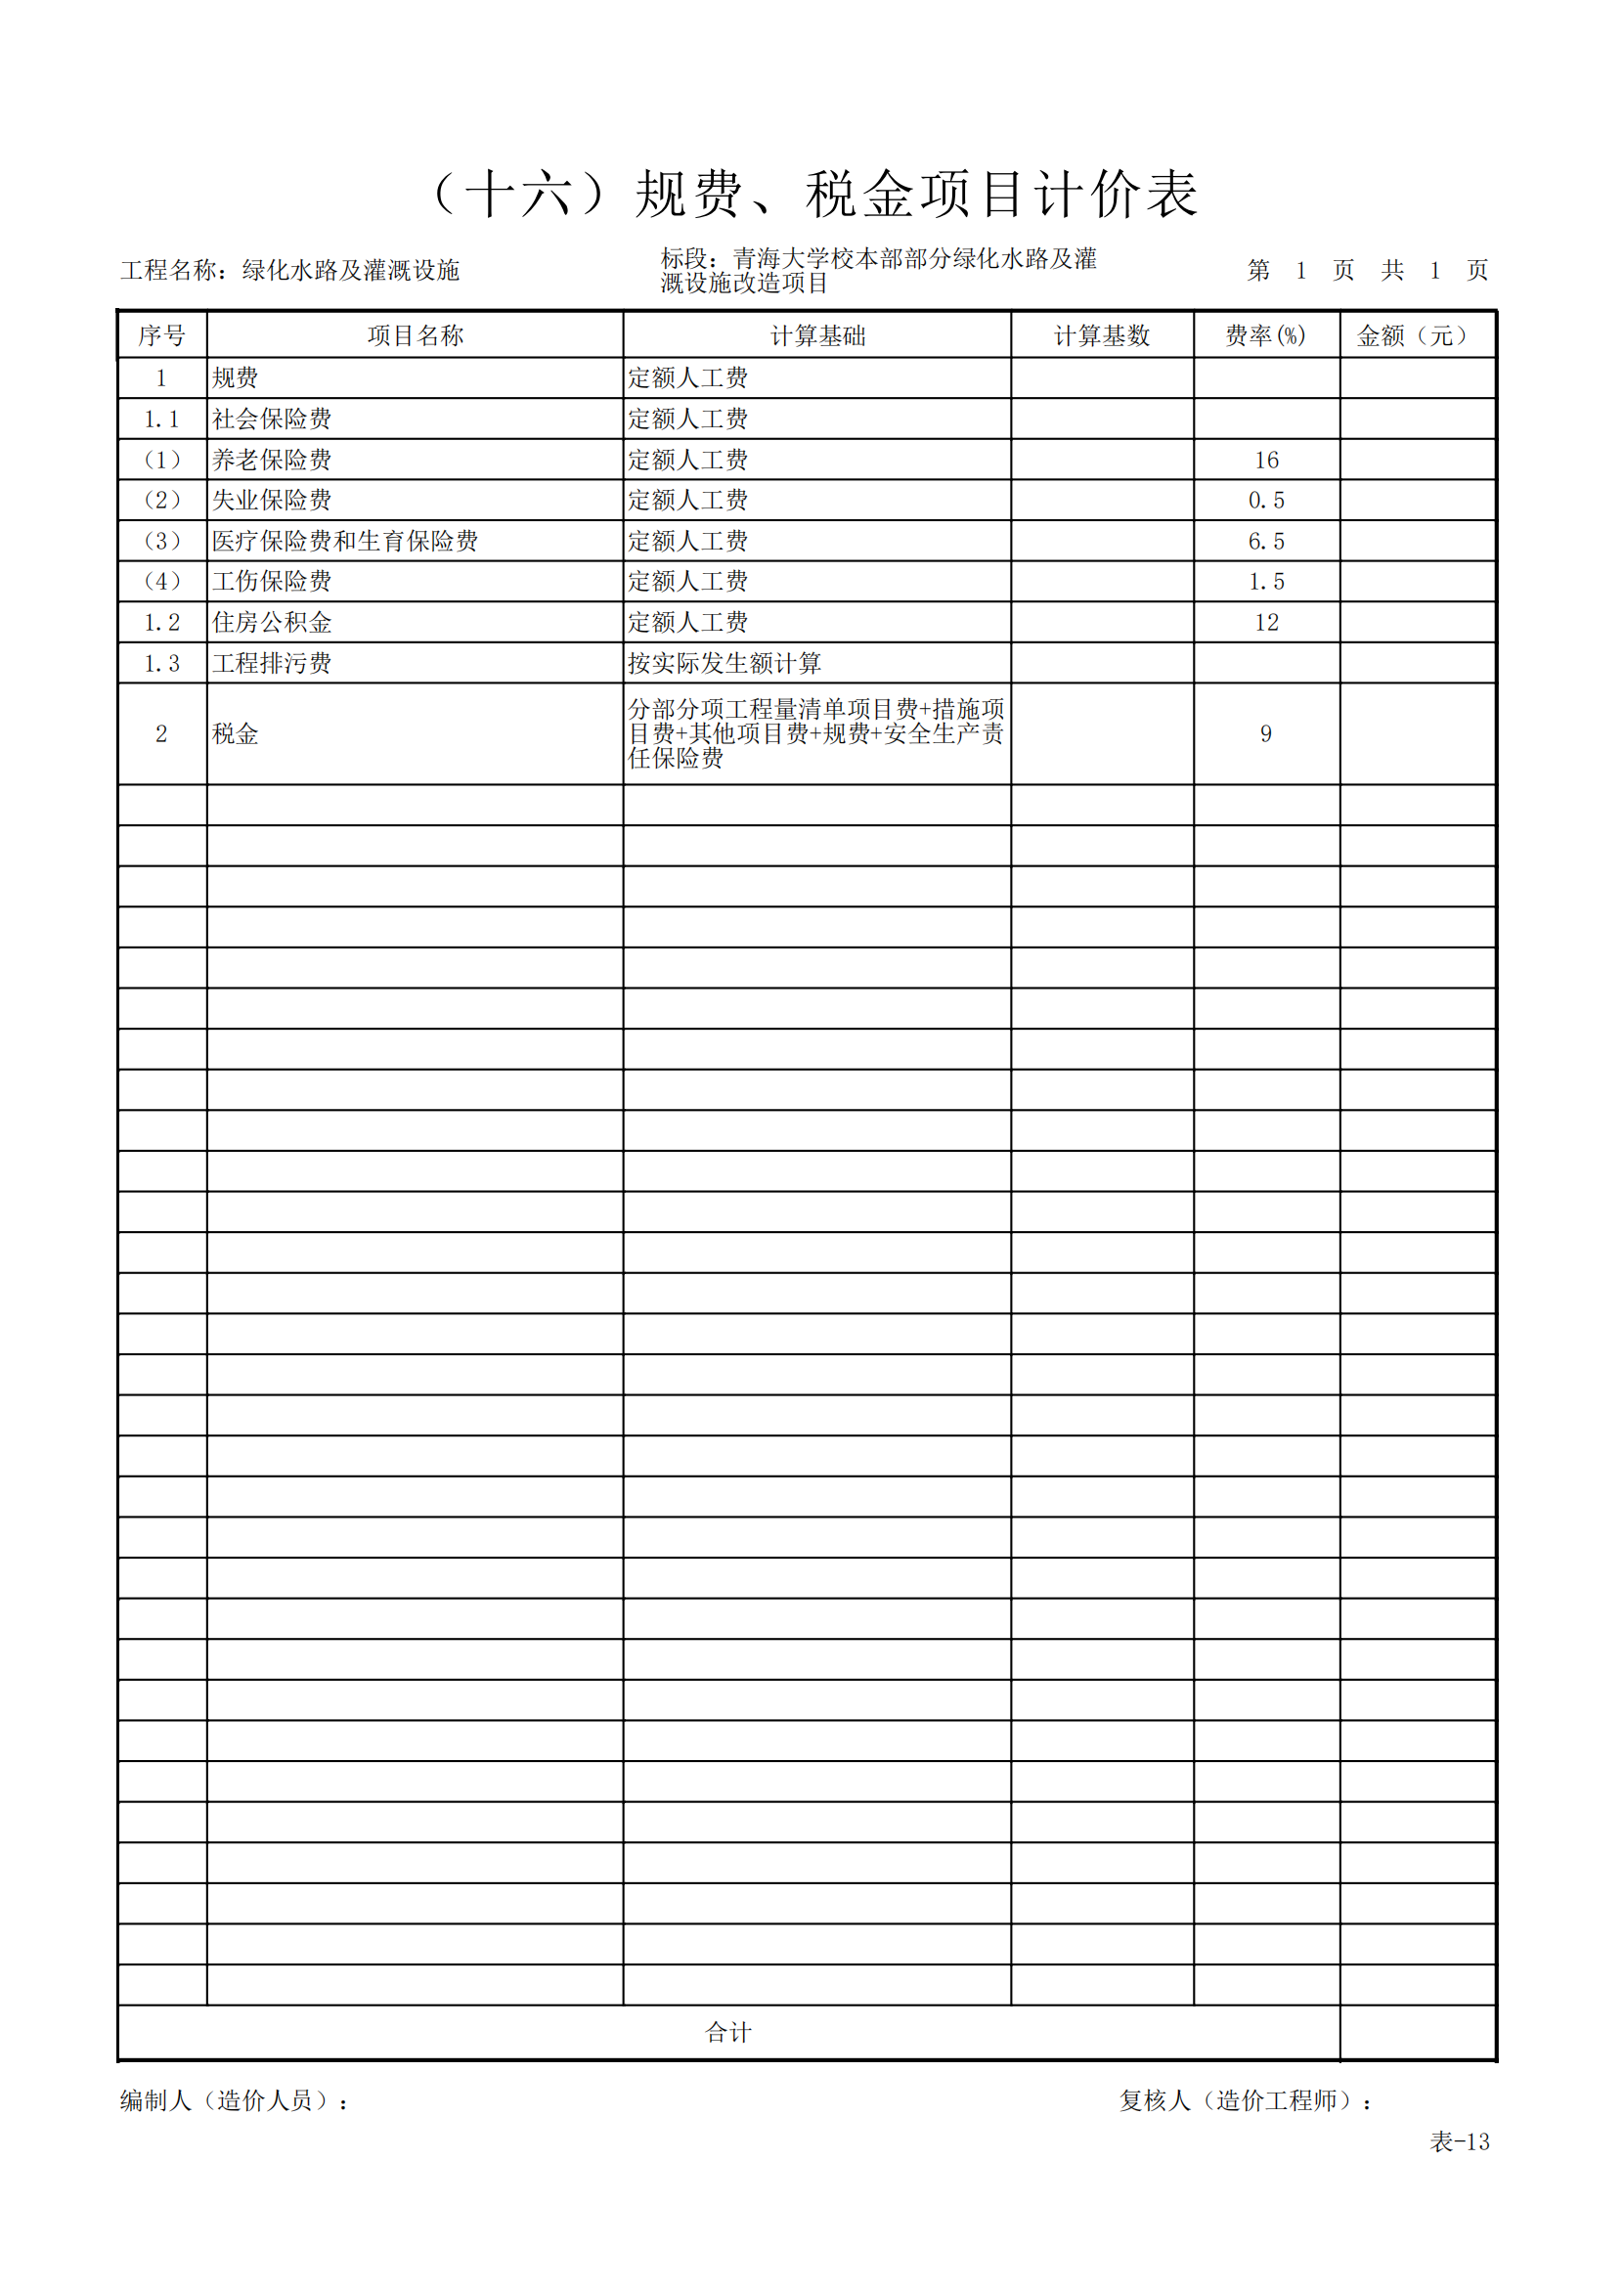 （十六）规费、税金项目计价表
工程名称：绿化水路及灌溉设施
标段：青海大学校本部部分绿化水路及灌
溉设施改造项目
第 1 页 共 1 页
序号 项目名称 计算基础 计算基数 费率(%) 金额（元）
1 规费 定额人工费
1.1 社会保险费 定额人工费
（1） 养老保险费 定额人工费 16
（2） 失业保险费 定额人工费 0.5
（3） 医疗保险费和生育保险费 定额人工费 6.5
（4） 工伤保险费 定额人工费 1.5
1.2 住房公积金 定额人工费 12
1.3 工程排污费 按实际发生额计算
2 税金 分部分项工程量清单项目费+措施项
目费+其他项目费+规费+安全生产责
任保险费 9
合计
编制人（造价人员）： 复核人（造价工程师）：
表-13